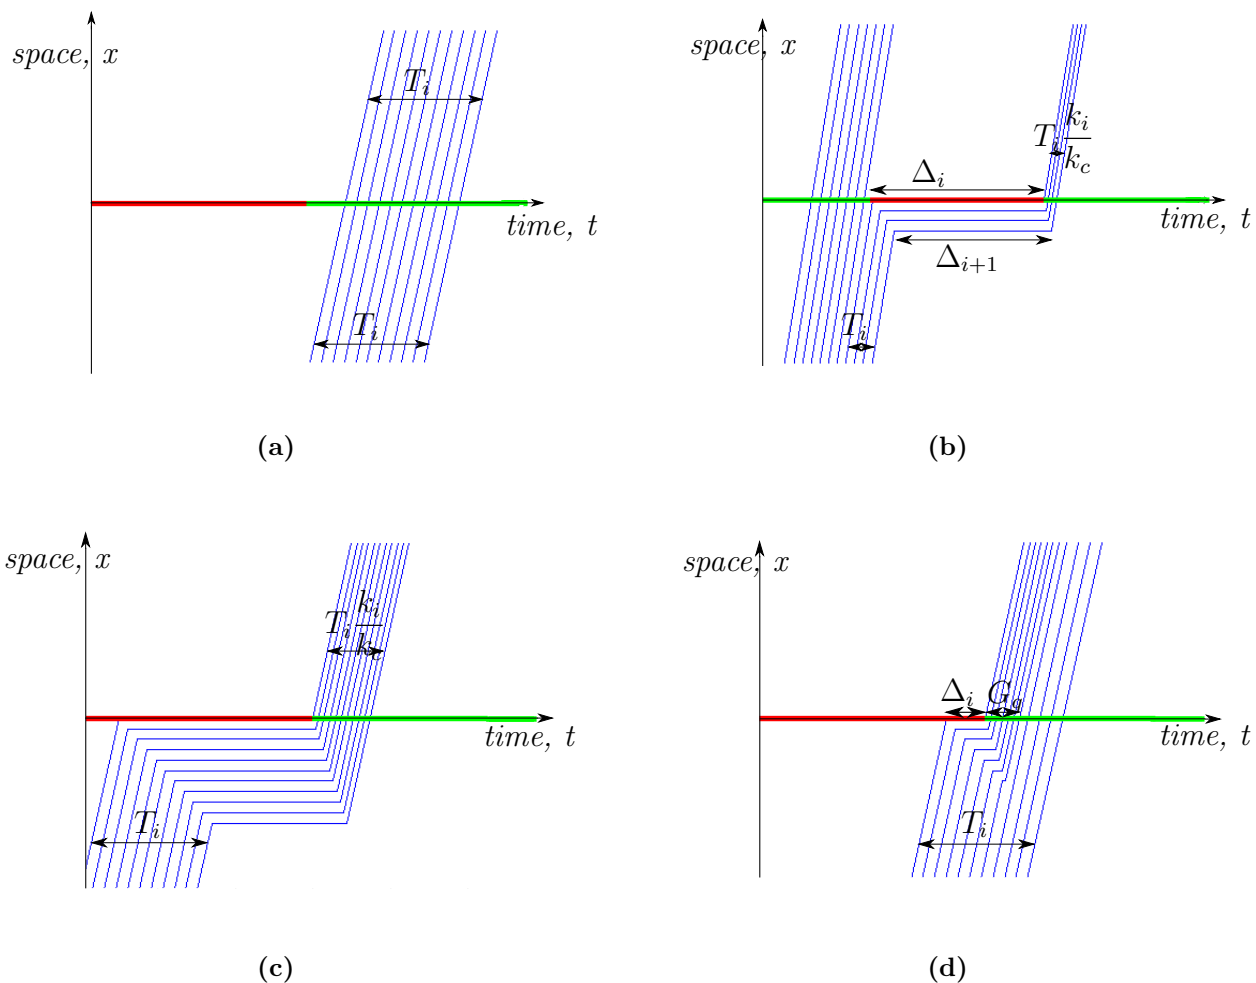 space, x
T_i
time, t
T_i
(a)
space, x
T_i k_i/k_c
Δ_i
time, t
Δ_{i+1}
T_i
(b)
space, x
T_i k_i/k_c
time, t
T_i
(c)
space, x
Δ_i G_q
time, t
T_i
(d)